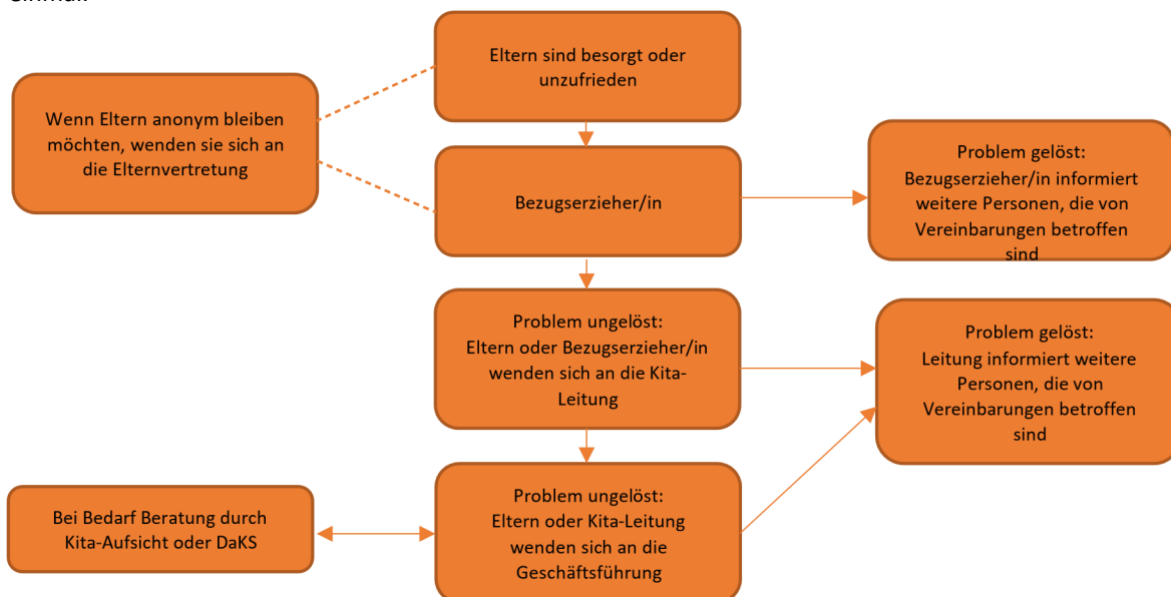 Eltern sind besorgt oder
unzufrieden
Wenn Eltern anonym bleiben
möchten, wenden sie sich an
die Elternvertretung
Bezugserzieher/in
Problem gelöst:
Bezugserzieher/in informiert
weitere Personen, die von
Vereinbarungen betroffen
sind
Problem ungelöst:
Eltern oder Bezugserzieher/in
wenden sich an die Kita-
Leitung
Problem gelöst:
Leitung informiert weitere
Personen, die von
Vereinbarungen betroffen
sind
Problem ungelöst:
Eltern oder Kita-Leitung
wenden sich an die
Geschäftsführung
Bei Bedarf Beratung durch
Kita-Aufsicht oder DaKS